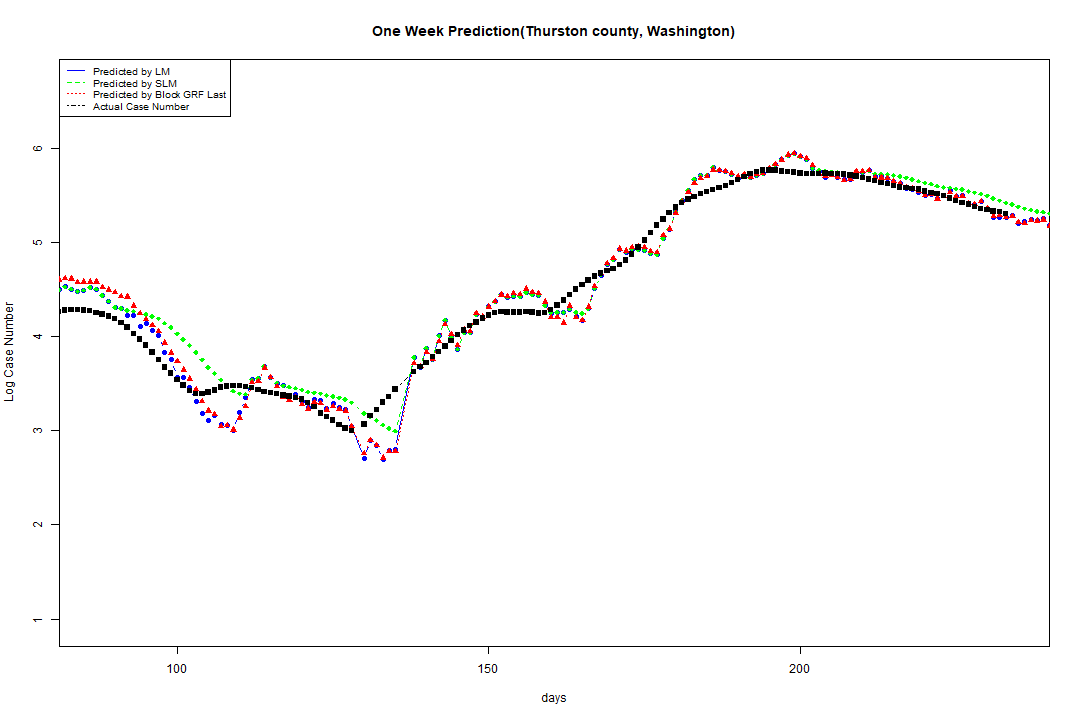 One Week Prediction(Thurston county, Washington)
Predicted by LM
Predicted by SLM
Predicted by Block GRF Last
Actual Case Number
6
5
4
3
2
1
Log Case Number
100 150 200
days